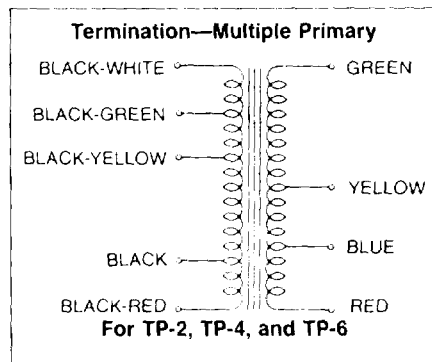 Termination—Multiple Primary
BLACK-WHITE
GREEN
BLACK-GREEN
BLACK-YELLOW
YELLOW
BLUE
BLACK
BLACK-RED
RED
For TP-2, TP-4, and TP-6